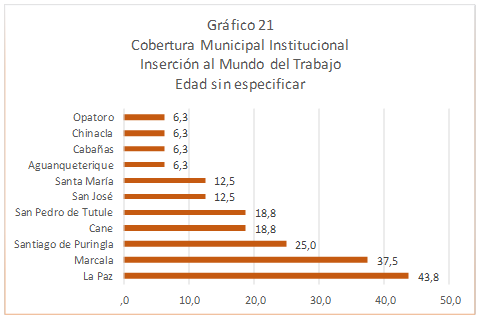 Gráfico 21
Cobertura Municipal Institucional
Inserción al Mundo del Trabajo
Edad sin especificar
Opatoro 6,3
Chinacla 6,3
Cabañas 6,3
Aguanqueterique 6,3
Santa María 12,5
San José 12,5
San Pedro de Tutule 18,8
Cane 18,8
Santiago de Puringla 25,0
Marcala 37,5
La Paz 43,8
,0 10,0 20,0 30,0 40,0 50,0